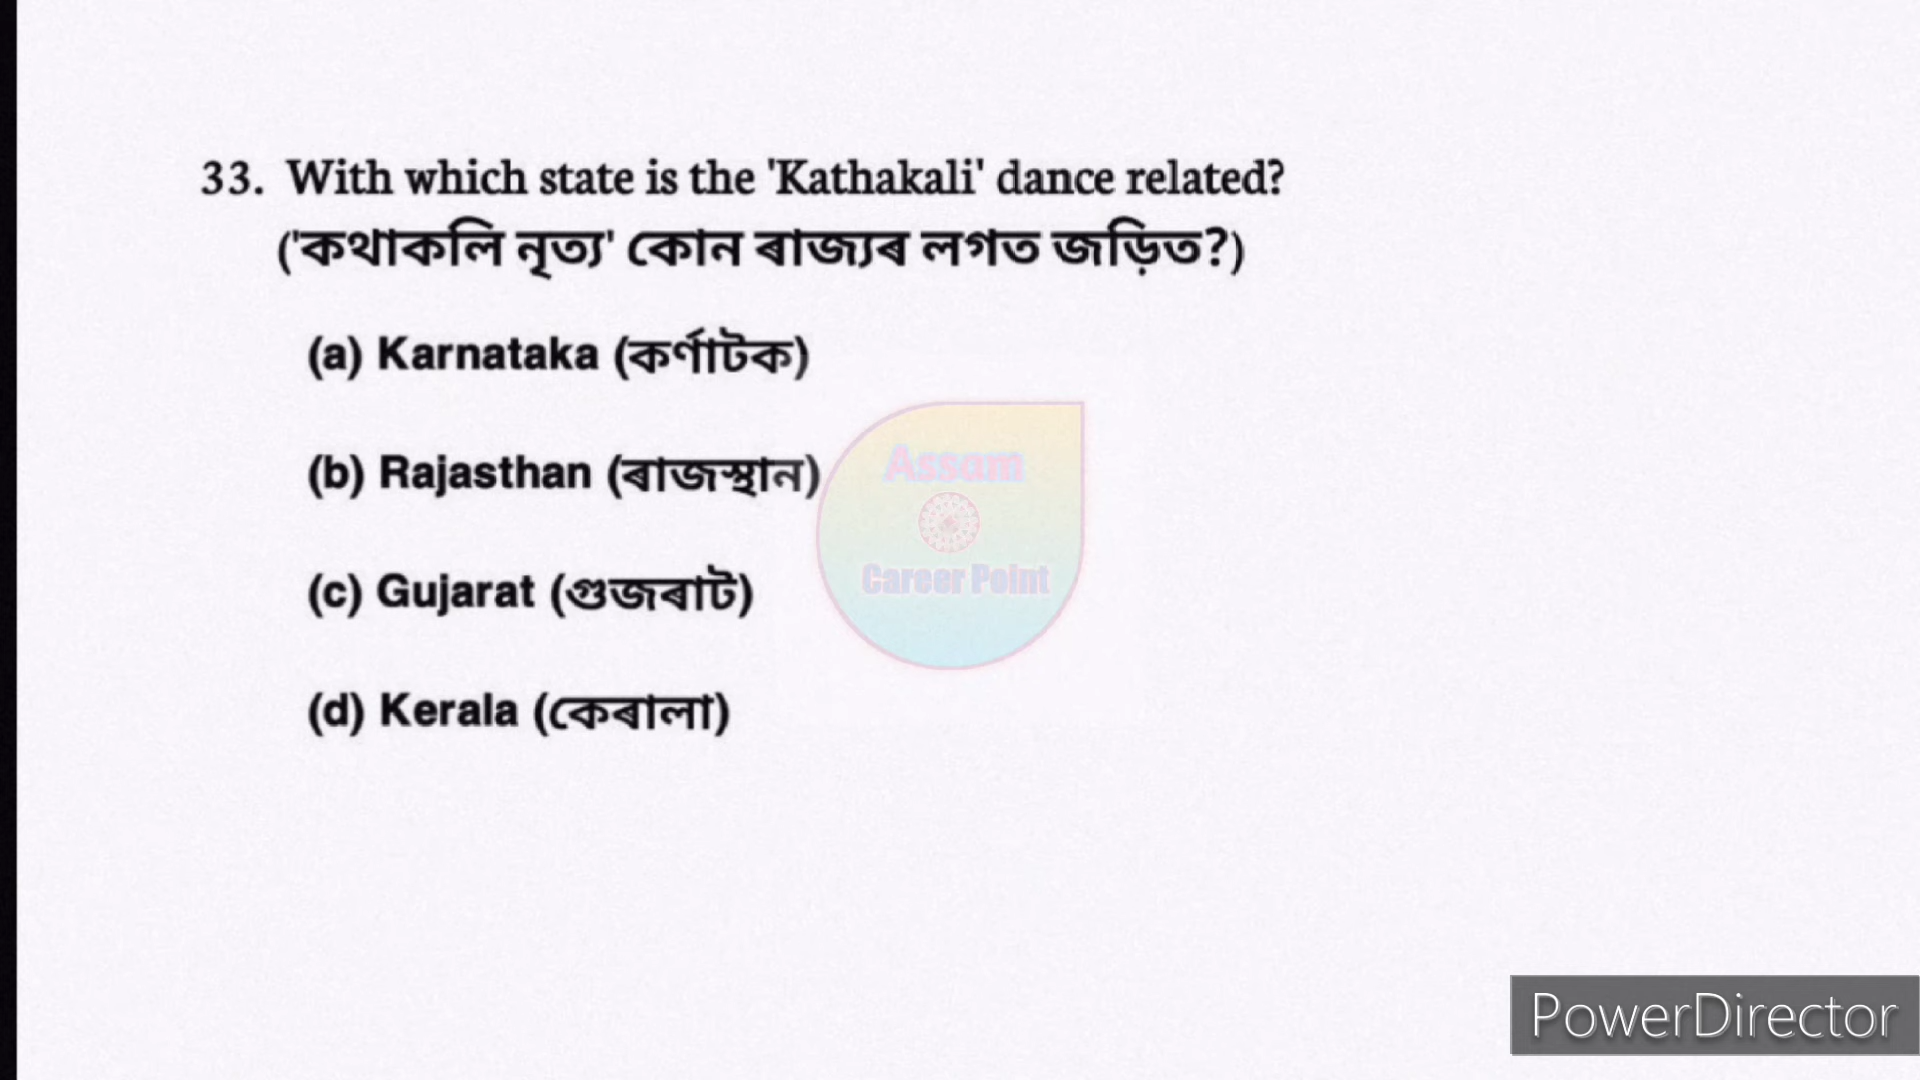 33. With which state is the 'Kathakali' dance related?
('কথাকলি নৃত্য' কোন ৰাজ্যৰ লগত জড়িত?)
(a) Karnataka (কৰ্ণাটক)
(b) Rajasthan (ৰাজস্থান)
(c) Gujarat (গুজৰাট)
(d) Kerala (কেৰালা)
Assam
Career Point
PowerDirector